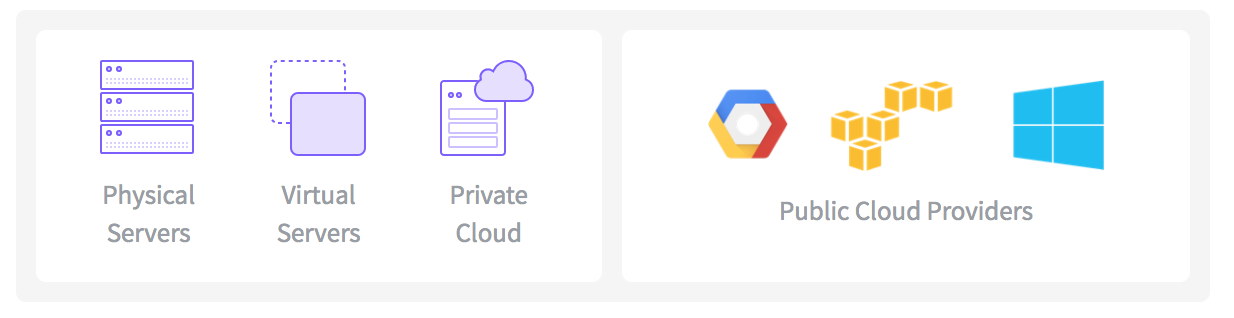 Physical
Servers
Virtual
Servers
Private
Cloud
Public Cloud Providers